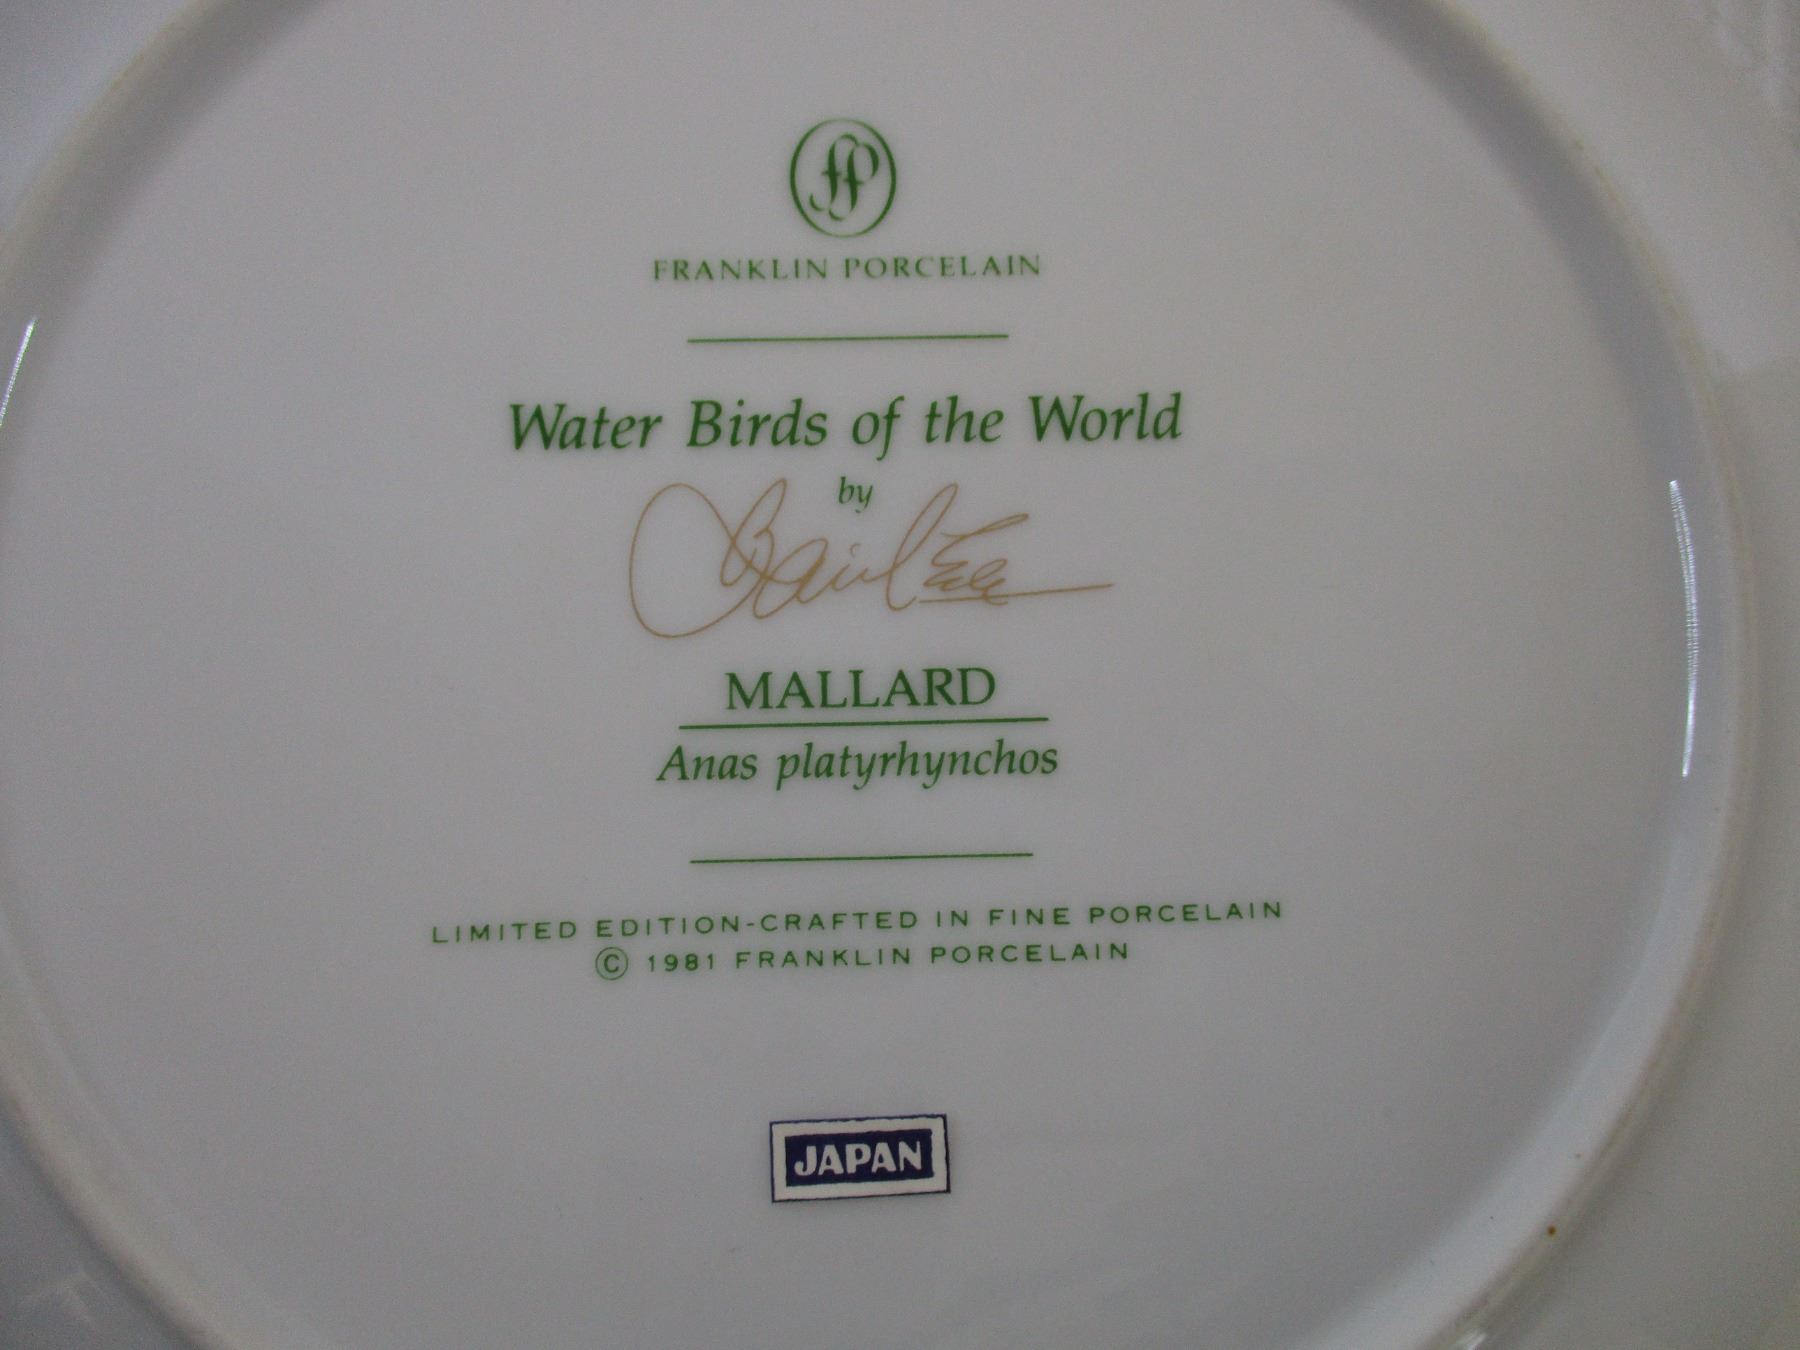 fP
FRANKLIN PORCELAIN
Water Birds of the World
by
MALLARD
Anas platyrhynchos
LIMITED EDITION-CRAFTED IN FINE PORCELAIN
© 1981 FRANKLIN PORCELAIN
JAPAN